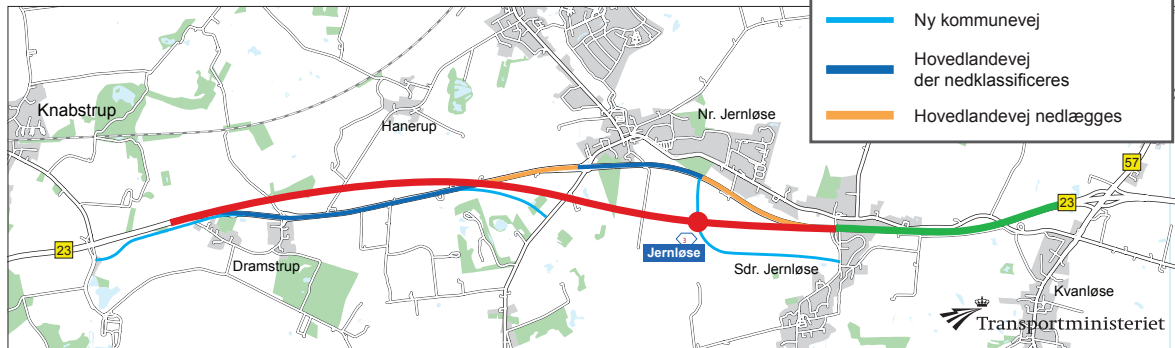 Ny kommunevej
Hovedlandevej
der nedklassificeres
Hovedlandevej nedlægges
Knabstrup
Hanerup
Nr. Jernløse
57
23
23
3
Jernløse
Dramstrup
Sdr. Jernløse
Kvanløse
Transportministeriet